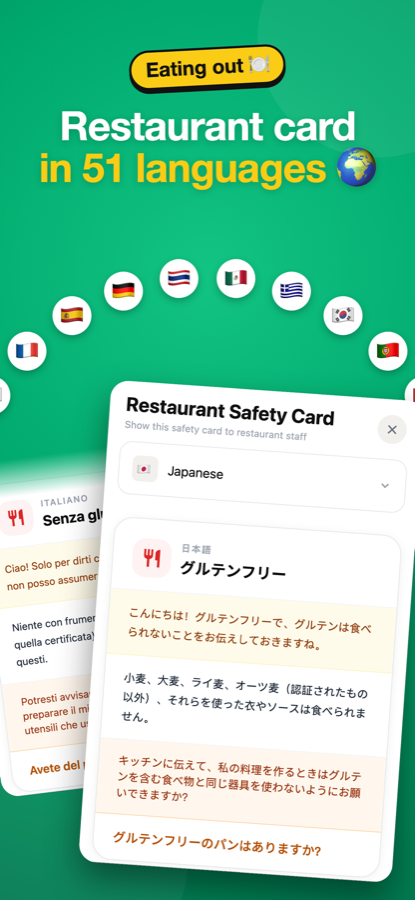 Eating out
Restaurant card
in 51 languages
Restaurant Safety Card
Show this safety card to restaurant staff
Japanese
ITALIANO
Senza
Ciao! Solo per dirti
non posso
Niente con
quella certificata)
questi.
Potresti
preparare il
utensili che
Avete del
日本語
グルテンフリー
こんにちは！グルテンフリーで、グルテンは食べ
られないことをお伝えしておきますね。
小麦、大麦、ライ麦、オーツ麦（認証されたもの
以外）、それらを使った衣やソースは食べられま
せん。
キッチンに伝えて、私の料理を作るときはグルテ
ンを含む食べ物と同じ器具を使わないようにお願
いできますか?
グルテンフリーのパンはありますか?